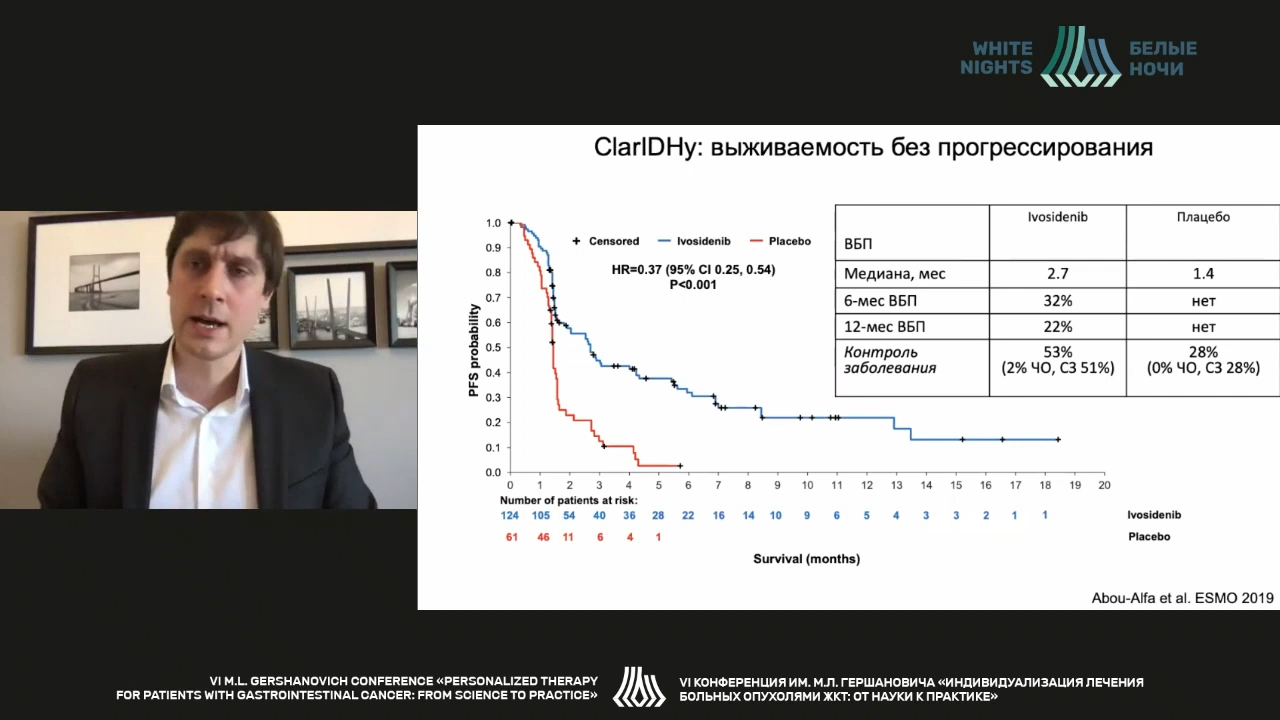 WHITE
NIGHTS
БЕЛЫЕ
НОЧИ
ClarIDHy: выживаемость без прогрессирования
1.0
0.9
0.8
0.7
0.6
0.5
0.4
0.3
0.2
0.1
0.0
PFS probability
Censored Ivosidenib Placebo
HR=0.37 (95% CI 0.25, 0.54)
P<0.001
ВБП Ivosidenib Плацебо
Медиана, мес 2.7 1.4
6-мес ВБП 32% нет
12-мес ВБП 22% нет
Контроль заболевания 53% 28%
(2% ЧО, СЗ 51%) (0% ЧО, СЗ 28%)
0 1 2 3 4 5 6 7 8 9 10 11 12 13 14 15 16 17 18 19 20
Number of patients at risk:
124 105 54 40 36 28 22 16 14 10 9 6 5 4 3 3 2 1 1 Ivosidenib
61 46 11 6 4 1 Placebo
Survival (months)
Abou-Alfa et al. ESMO 2019
VI M.L. GERSHANOVICH CONFERENCE «PERSONALIZED THERAPY
FOR PATIENTS WITH GASTROINTESTINAL CANCER: FROM SCIENCE TO PRACTICE»
VI КОНФЕРЕНЦИЯ ИМ. М.Л. ГЕРШАНОВИЧА «ИНДИВИДУАЛИЗАЦИЯ ЛЕЧЕНИЯ
БОЛЬНЫХ ОПУХОЛЯМИ ЖКТ: ОТ НАУКИ К ПРАКТИКЕ»